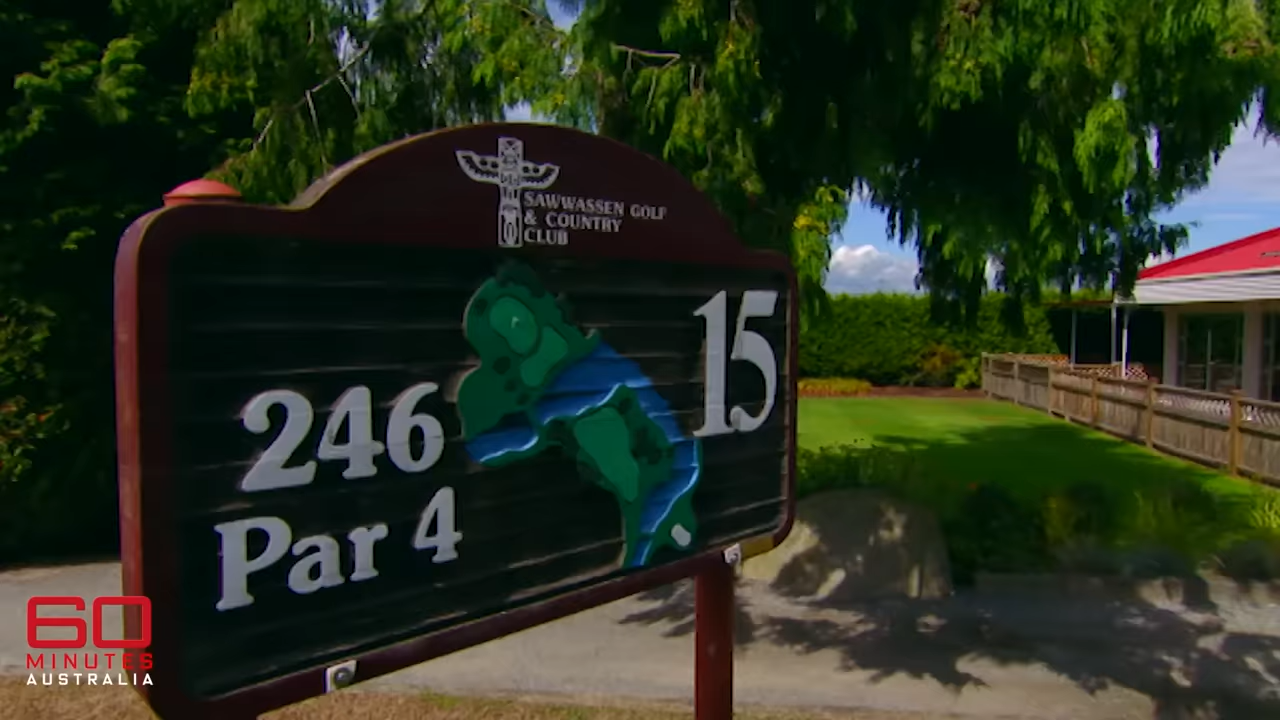 SAWWASSEN GOLF
& COUNTRY
CLUB
15
246
Par 4
60
MINUTES
AUSTRALIA